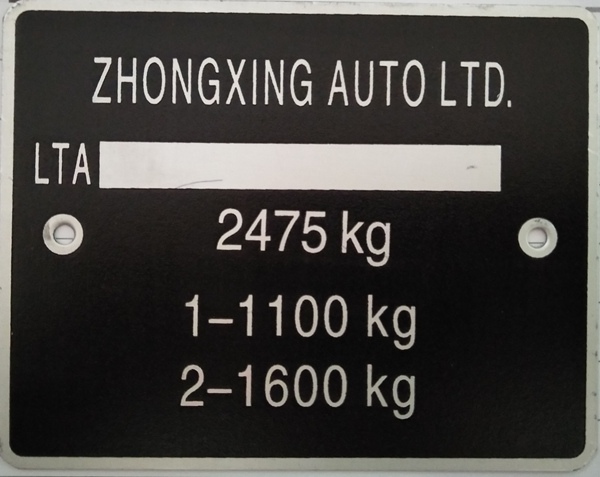 ZHONGXING AUTO LTD.
LTA
2475 kg
1-1100 kg
2-1600 kg